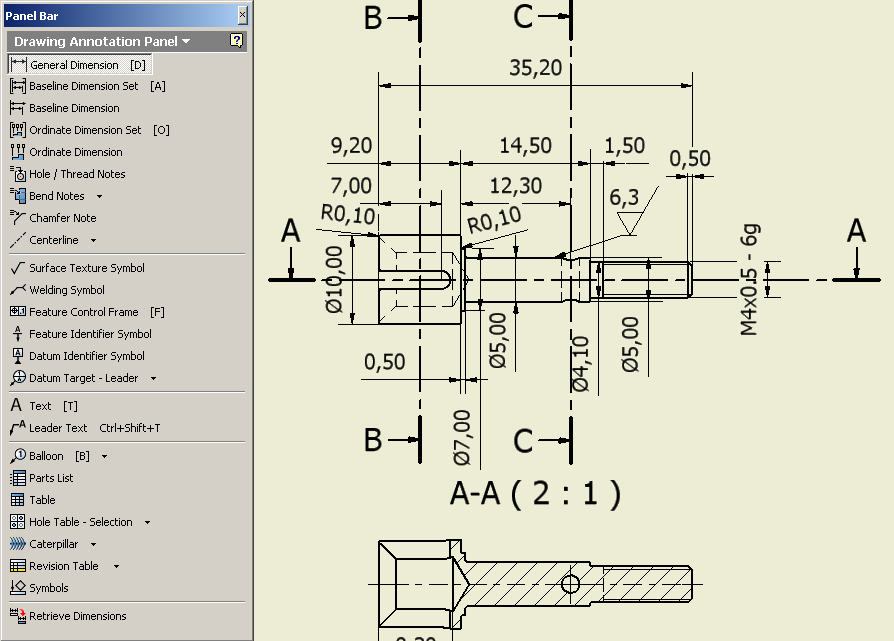 Panel Bar
Drawing Annotation Panel
General Dimension [D]
Baseline Dimension Set [A]
Baseline Dimension
Ordinate Dimension Set [O]
Ordinate Dimension
Hole / Thread Notes
Bend Notes
Chamfer Note
Centerline
Surface Texture Symbol
Welding Symbol
Feature Control Frame [F]
Feature Identifier Symbol
Datum Identifier Symbol
Datum Target - Leader
A Text [T]
Leader Text Ctrl+Shift+T
Balloon [B]
Parts List
Table
Hole Table - Selection
Caterpillar
Revision Table
Symbols
Retrieve Dimensions
B C
35,20
9,20 14,50 1,50
0,50
7,00 12,30
6,3
R0,10 R0,10
A A
Ø10,00
M4x0.5 - 6g
Ø5,00
Ø4,10
Ø5,00
0,50
Ø7,00
B C
A-A ( 2 : 1 )